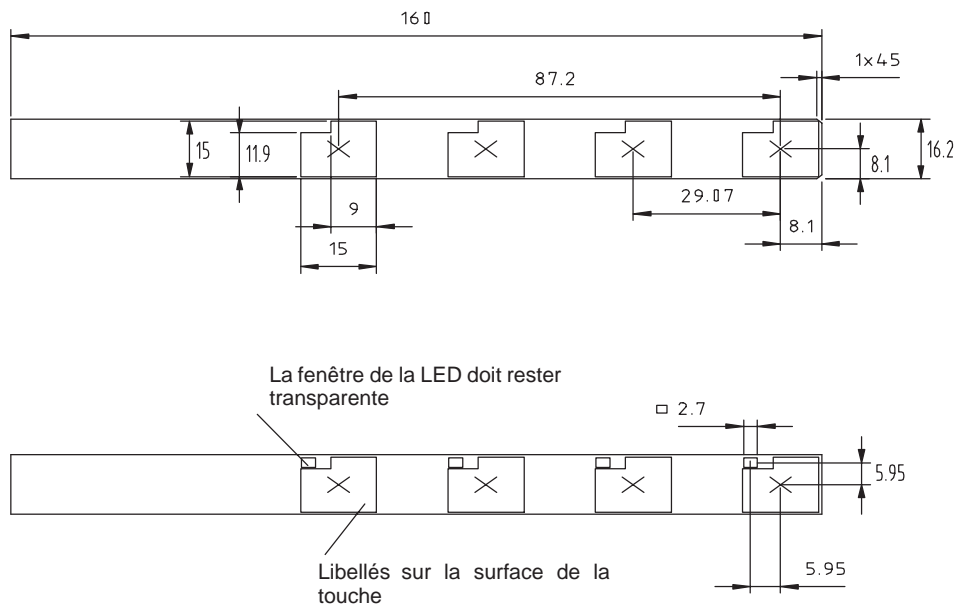 160
1x45
87.2
15
11.9
8.1
16.2
29.07
9
8.1
15
La fenêtre de la LED doit rester
transparente
□ 2.7
5.95
5.95
Libellés sur la surface de la
touche